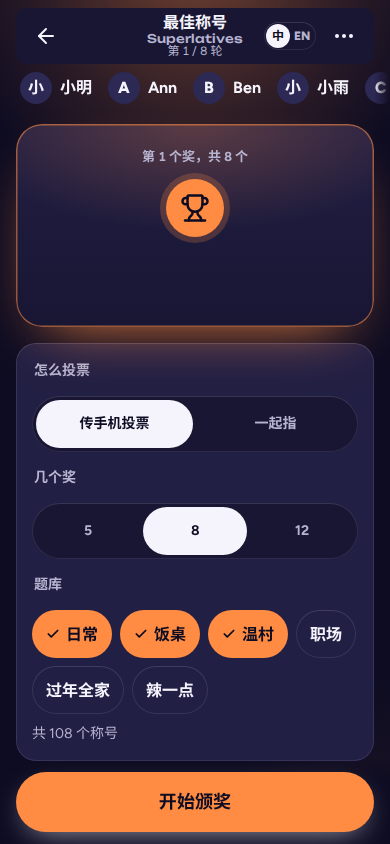 最佳称号
Superlatives
第 1 / 8 轮
中 EN
小 小明 A Ann B Ben 小 小雨 C
第 1 个奖，共 8 个
怎么投票
传手机投票 一起指
几个奖
5 8 12
题库
日常 饭桌 温村 职场
过年全家 辣一点
共 108 个称号
开始颁奖